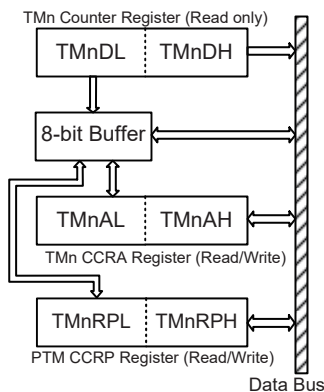 TMn Counter Register (Read only)
TMnDL TMnDH
8-bit Buffer
TMnAL TMnAH
TMn CCRA Register (Read/Write)
TMnRPL TMnRPH
PTM CCRP Register (Read/Write)
Data Bus